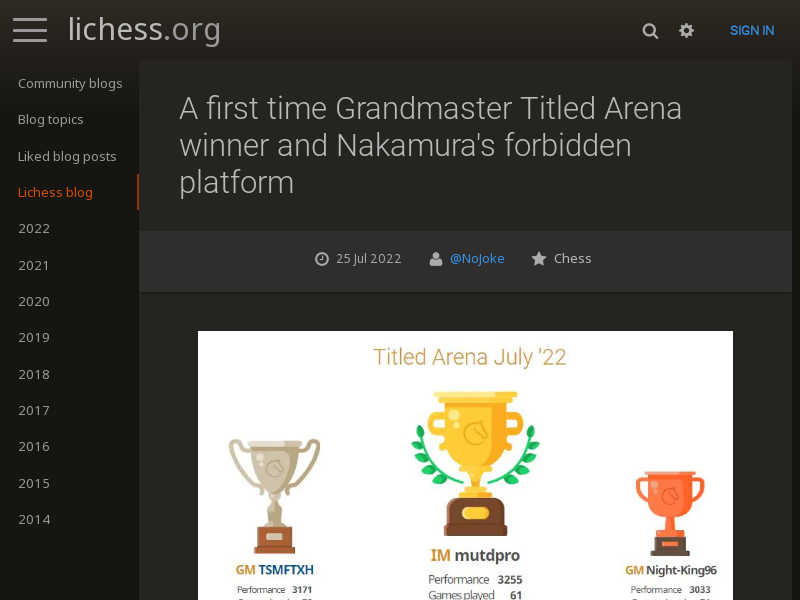 lichess.org
SIGN IN
Community blogs
Blog topics
Liked blog posts
Lichess blog
2022
2021
2020
2019
2018
2017
2016
2015
2014
A first time Grandmaster Titled Arena
winner and Nakamura's forbidden
platform
25 Jul 2022 @NoJoke Chess
Titled Arena July '22
GM TSMFTXH
Performance 3171
IM mutdpro
Performance 3255
Games played 61
GM Night-King96
Performance 3033